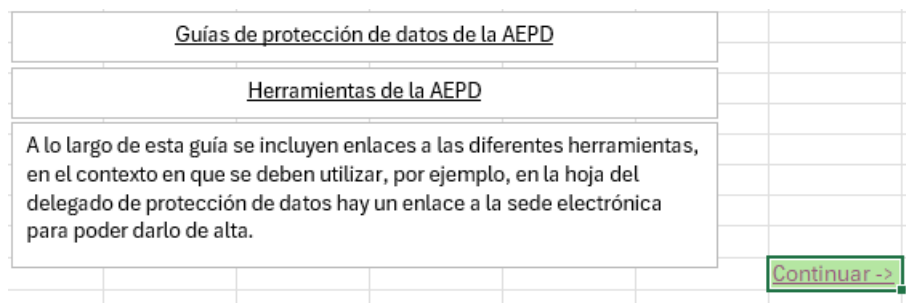 Guías de protección de datos de la AEPD
Herramientas de la AEPD
A lo largo de esta guía se incluyen enlaces a las diferentes herramientas,
en el contexto en que se deben utilizar, por ejemplo, en la hoja del
delegado de protección de datos hay un enlace a la sede electrónica
para poder darlo de alta.
Continuar ->